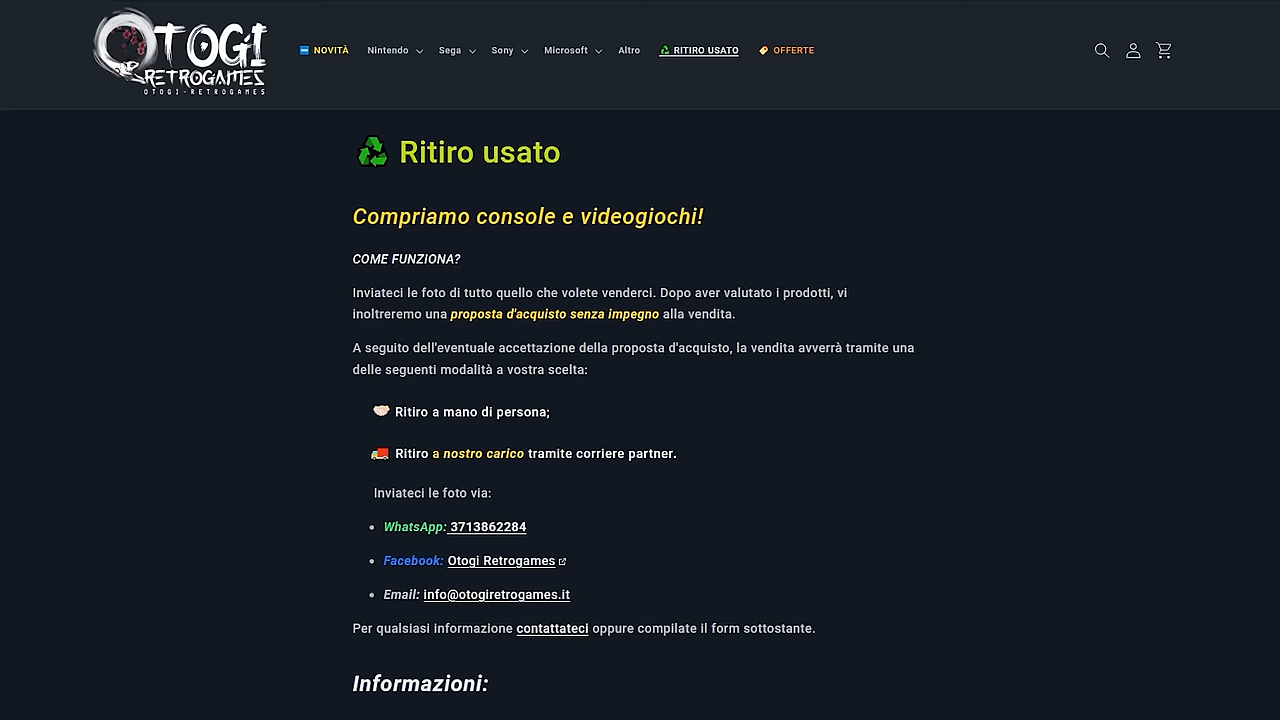 OTOGI
RETROGAMES
OTOGI-RETROGAMES
NOVITÀ
Nintendo
Sega
Sony
Microsoft
Altro
RITIRO USATO
OFFERTE
Ritiro usato
Compriamo console e videogiochi!
COME FUNZIONA?
Inviateci le foto di tutto quello che volete venderci. Dopo aver valutato i prodotti, vi
inoltreremo una proposta d'acquisto senza impegno alla vendita.
A seguito dell'eventuale accettazione della proposta d'acquisto, la vendita avverrà tramite una
delle seguenti modalità a vostra scelta:
Ritiro a mano di persona;
Ritiro a nostro carico tramite corriere partner.
Inviateci le foto via:
• WhatsApp: 3713862284
• Facebook: Otogi Retrogames
• Email: info@otogiretrogames.it
Per qualsiasi informazione contattateci oppure compilate il form sottostante.
Informazioni: